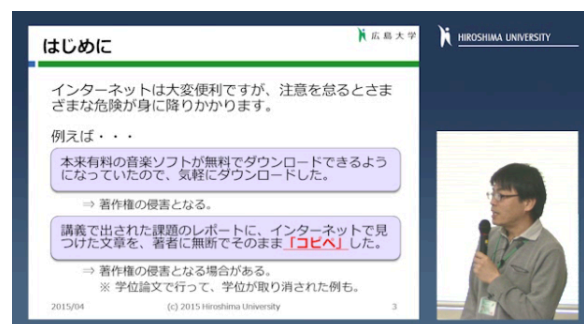 はじめに
広島大学
HIROSHIMA UNIVERSITY
インターネットは大変便利ですが、注意を怠るとさま
ざまな危険が身に降りかかります。
例えば・・・
本来有料の音楽ソフトが無料でダウンロードできるよう
になっていたので、気軽にダウンロードした。
⇒ 著作権の侵害となる。
講義で出された課題のレポートに、インターネットで見
つけた文章を、著者に無断でそのまま「コピペ」した。
⇒ 著作権の侵害となる場合がある。
※ 学位論文で行って、学位が取り消された例も。
2015/04 (c) 2015 Hiroshima University 3